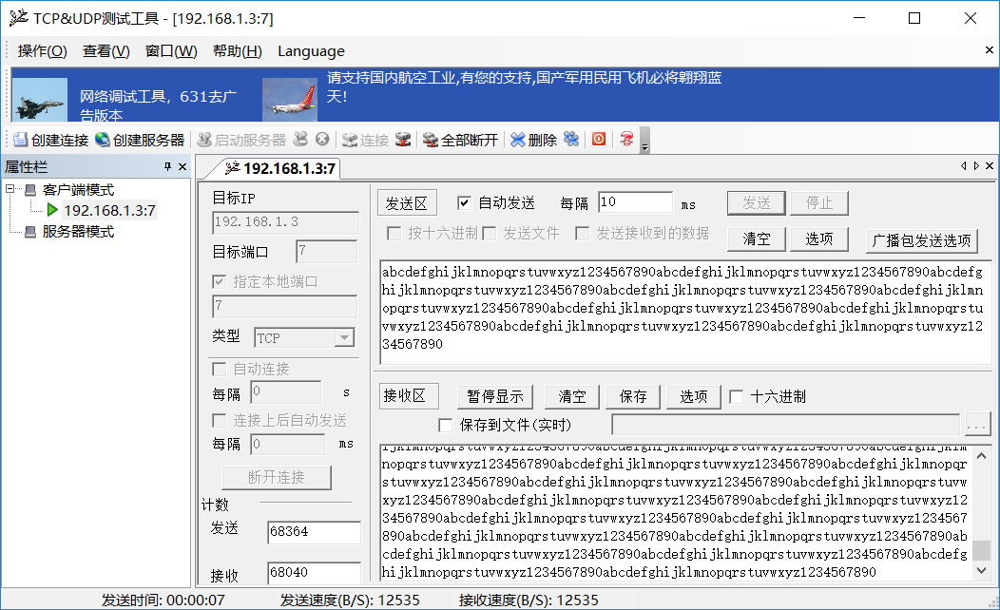 TCP&UDP测试工具 - [192.168.1.3:7]
操作(O) 查看(V) 窗口(W) 帮助(H) Language
网络调试工具，631去广
告版本
请支持国内航空工业,有您的支持,国产军用民用飞机必将翱翔蓝
天!
创建连接 创建服务器 启动服务器 连接 全部断开 删除
属性栏
客户端模式
192.168.1.3:7
服务器模式
192.168.1.3:7
目标IP
192.168.1.3
目标端口 7
指定本地端口
7
类型 TCP
自动连接
每隔 0 s
连接上后自动发送
每隔 0 ms
断开连接
计数
发送 68364
接收 68040
发送区 自动发送 每隔 10 ms 发送 停止
按十六进制 发送文件 发送接收到的数据 清空 选项 广播包发送选项
abcdefghijklmnopqrstuvwxyz1234567890abcdefghijklmnopqrstuvwxyz1234567890abcdefg
hijklmnopqrstuvwxyz1234567890abcdefghijklmnopqrstuvwxyz1234567890abcdefghijklmn
opqrstuvwxyz1234567890abcdefghijklmnopqrstuvwxyz1234567890abcdefghijklmnopqrstu
vwxyz1234567890abcdefghijklmnopqrstuvwxyz1234567890abcdefghijklmnopqrstuvwxyz12
34567890
接收区 暂停显示 清空 保存 选项 十六进制
保存到文件(实时) ...
ijklmnopqrstuvwxyz1234567890abcdefghijklmnopqrstuvwxyz1234567890abcdefghijklm
nopqrstuvwxyz1234567890abcdefghijklmnopqrstuvwxyz1234567890abcdefghijklmnopqr
stuvwxyz1234567890abcdefghijklmnopqrstuvwxyz1234567890abcdefghijklmnopqrstuvw
xyz1234567890abcdefghijklmnopqrstuvwxyz1234567890abcdefghijklmnopqrstuvwxyz12
34567890abcdefghijklmnopqrstuvwxyz1234567890abcdefghijklmnopqrstuvwxyz1234567
890abcdefghijklmnopqrstuvwxyz1234567890abcdefghijklmnopqrstuvwxyz1234567890ab
cdefghijklmnopqrstuvwxyz1234567890abcdefghijklmnopqrstuvwxyz1234567890abcdefg
hijklmnopqrstuvwxyz1234567890abcdefghijklmnopqrstuvwxyz1234567890
发送时间: 00:00:07 发送速度(B/S): 12535 接收速度(B/S): 12535